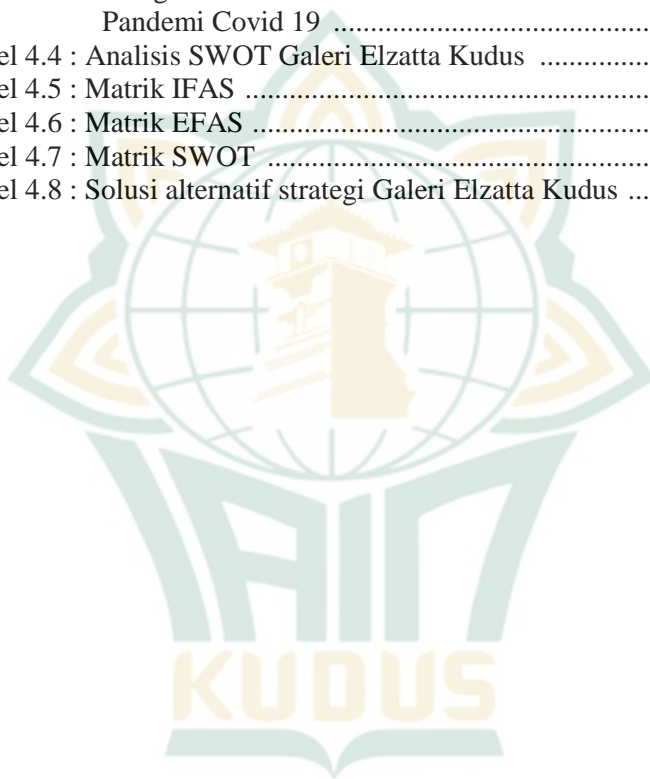 Pandemi Covid 19 ......................................................
el 4.4 : Analisis SWOT Galeri Elzatta Kudus ...............
el 4.5 : Matrik IFAS ....................................................................
el 4.6 : Matrik EFAS ...................................................................
el 4.7 : Matrik SWOT ................................................................
el 4.8 : Solusi alternatif strategi Galeri Elzatta Kudus ....
IAIN
KUDUS